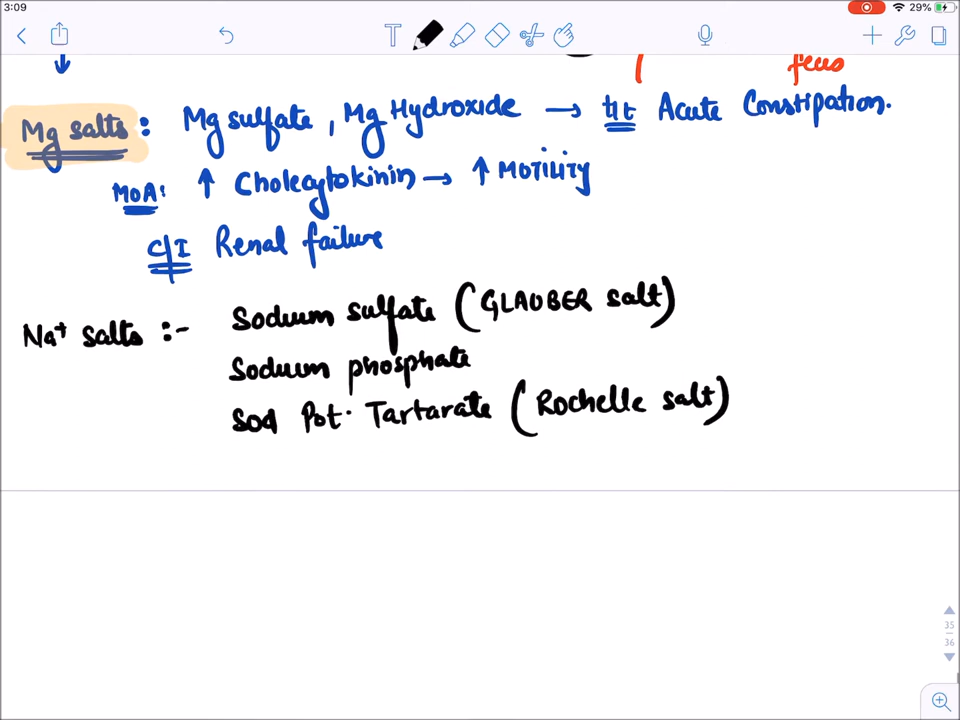 3:09 29%
T
feces
Mg salts : Mg sulfate , Mg Hydroxide → ttt Acute Constipation.
MOA: ↑ Cholecytokinin → ↑ MOTILITY
C/I Renal failure
Na+ salts :- Sodium sulfate (GLAUBER salt)
Sodium phosphate
Sod Pot. Tartarate (Rochelle salt)
35
36